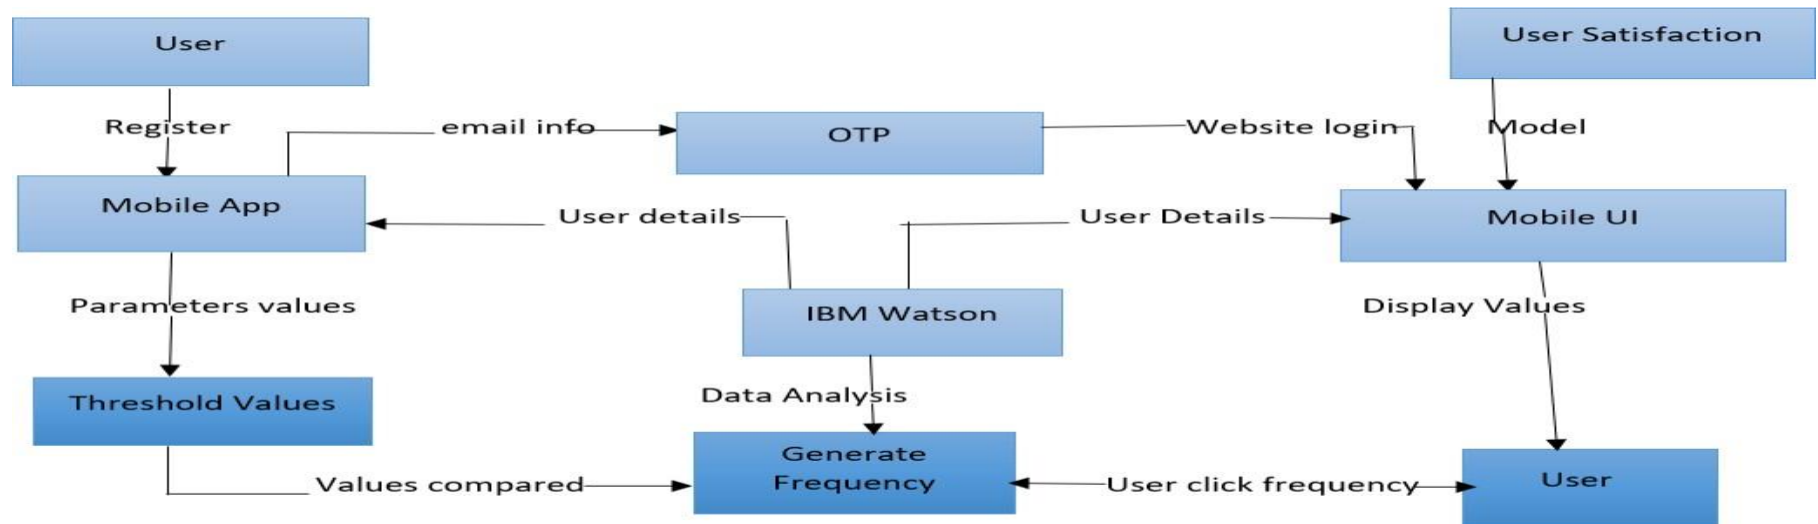 User
User Satisfaction
Register
email info
OTP
Website login
Model
Mobile App
User details
User Details
Mobile UI
Parameters values
IBM Watson
Display Values
Threshold Values
Data Analysis
Generate
Frequency
Values compared
User click frequency
User